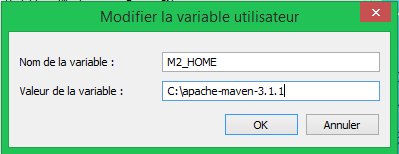 Modifier la variable utilisateur
Nom de la variable : M2_HOME
Valeur de la variable : C:\apache-maven-3.1.1
OK Annuler